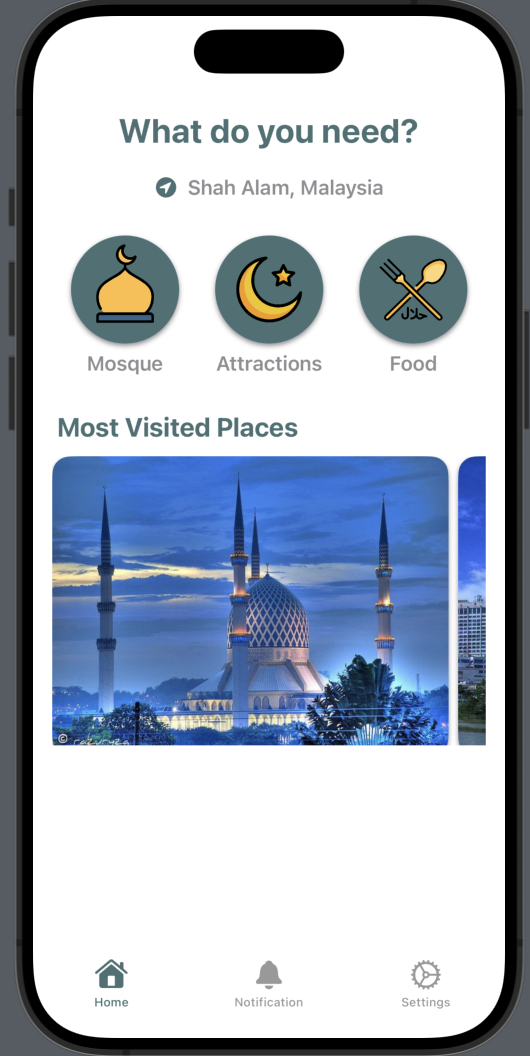 What do you need?
Shah Alam, Malaysia
حلال
Mosque
Attractions
Food
Most Visited Places
©
Home
Notification
Settings